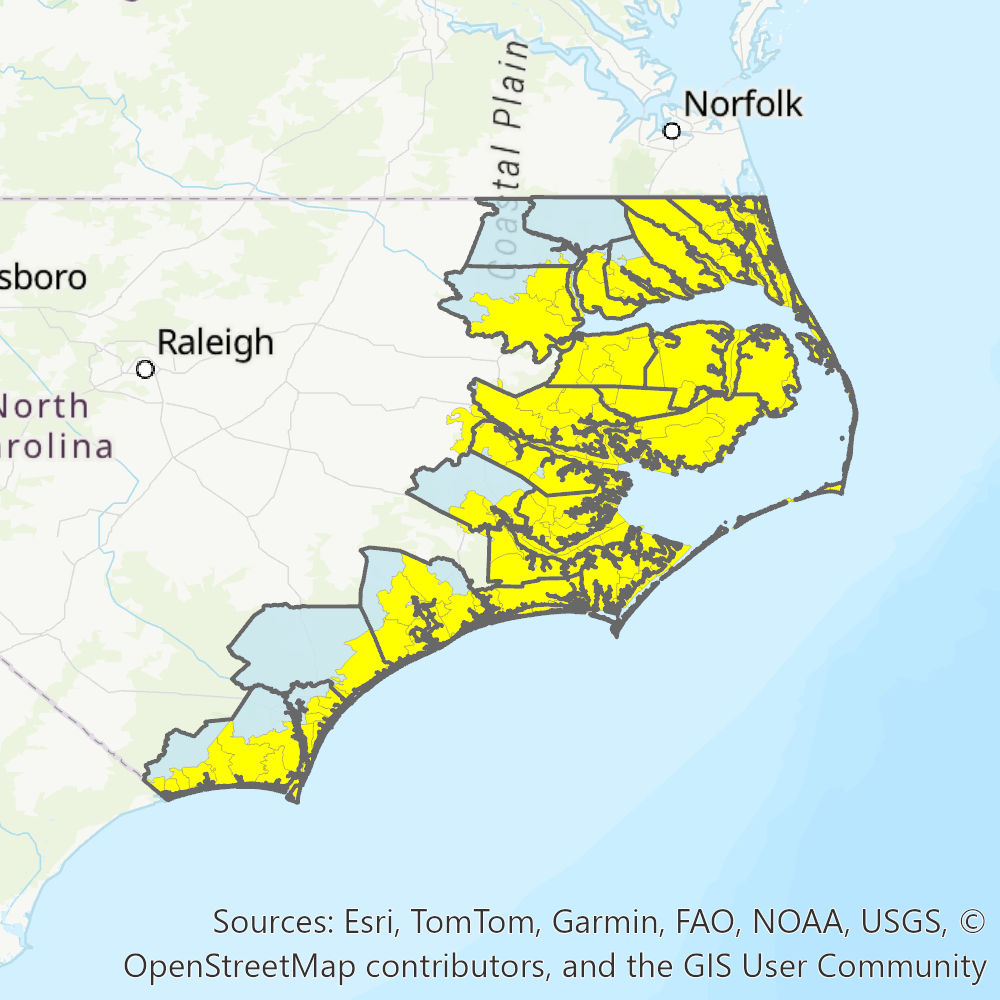 Coastal Plain
Norfolk
sboro
Raleigh
North
arolina
Sources: Esri, TomTom, Garmin, FAO, NOAA, USGS, ©
OpenStreetMap contributors, and the GIS User Community